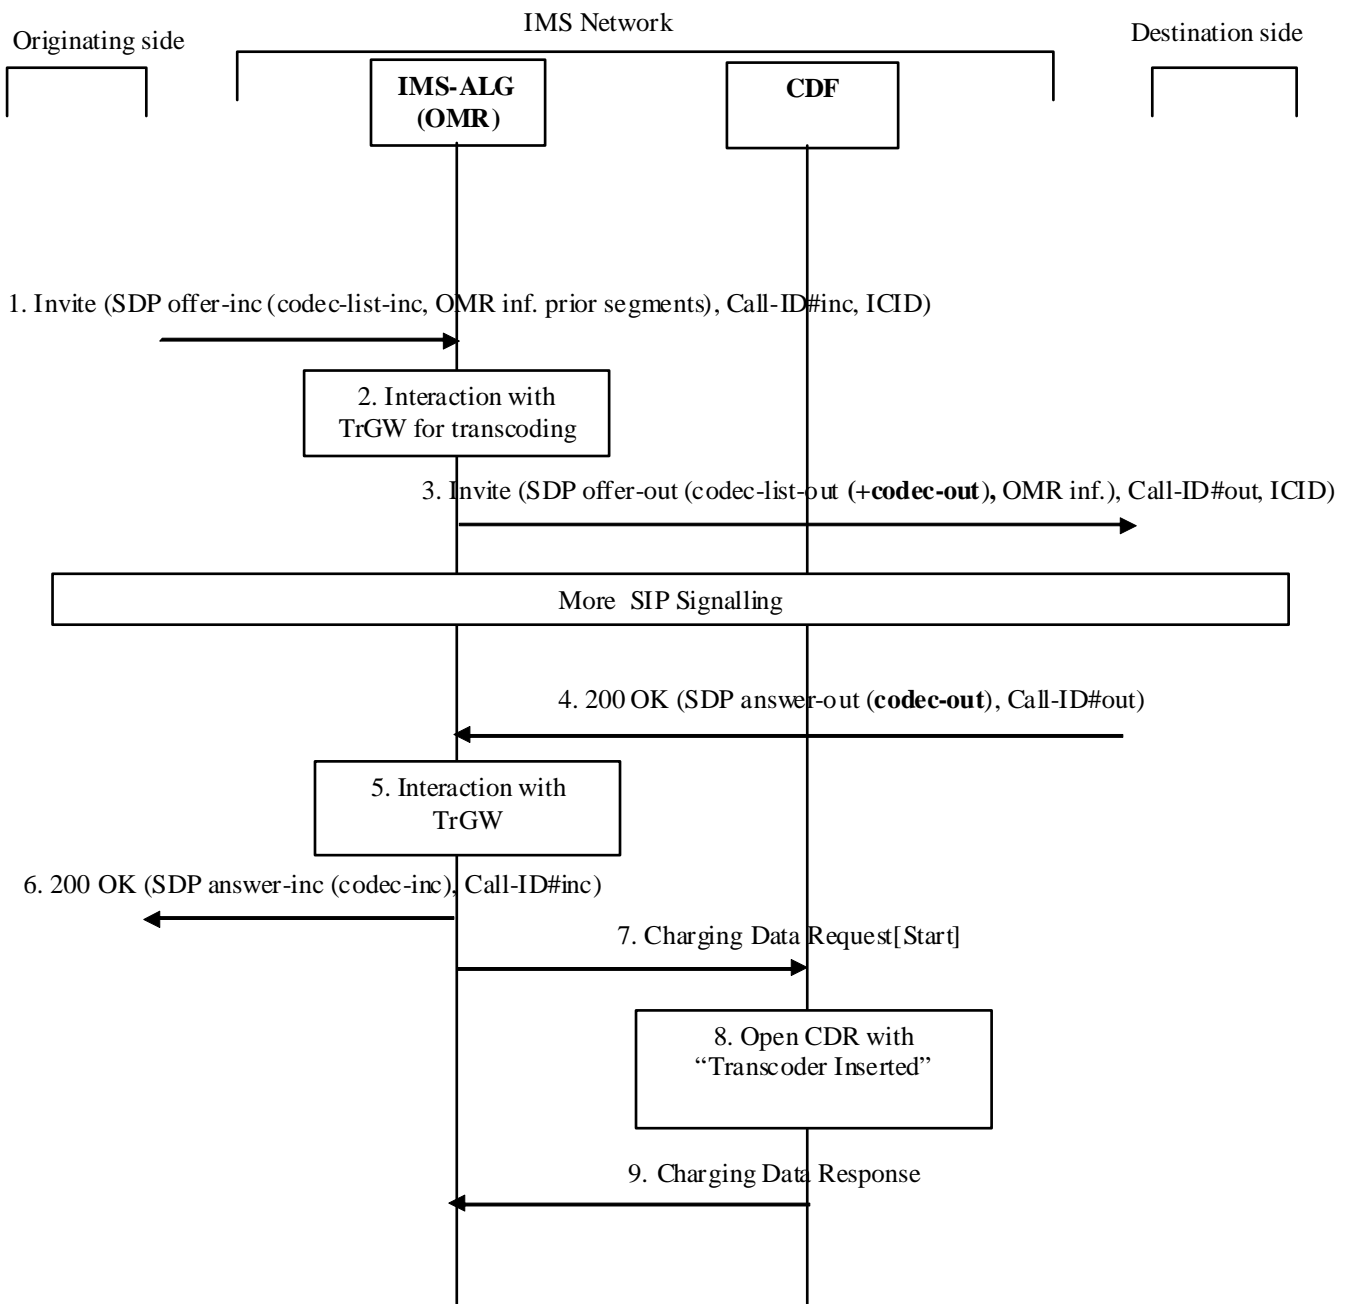 IMS Network
Originating side
Destination side
IMS-ALG
(OMR)
CDF
1. Invite (SDP offer-inc (codec-list-inc, OMR inf. prior segments), Call-ID#inc, ICID)
2. Interaction with
TrGW for transcoding
3. Invite (SDP offer-out (codec-list-out (+codec-out), OMR inf.), Call-ID#out, ICID)
More SIP Signalling
4. 200 OK (SDP answer-out (codec-out), Call-ID#out)
5. Interaction with
TrGW
6. 200 OK (SDP answer-inc (codec-inc), Call-ID#inc)
7. Charging Data Request[Start]
8. Open CDR with
“Transcoder Inserted”
9. Charging Data Response